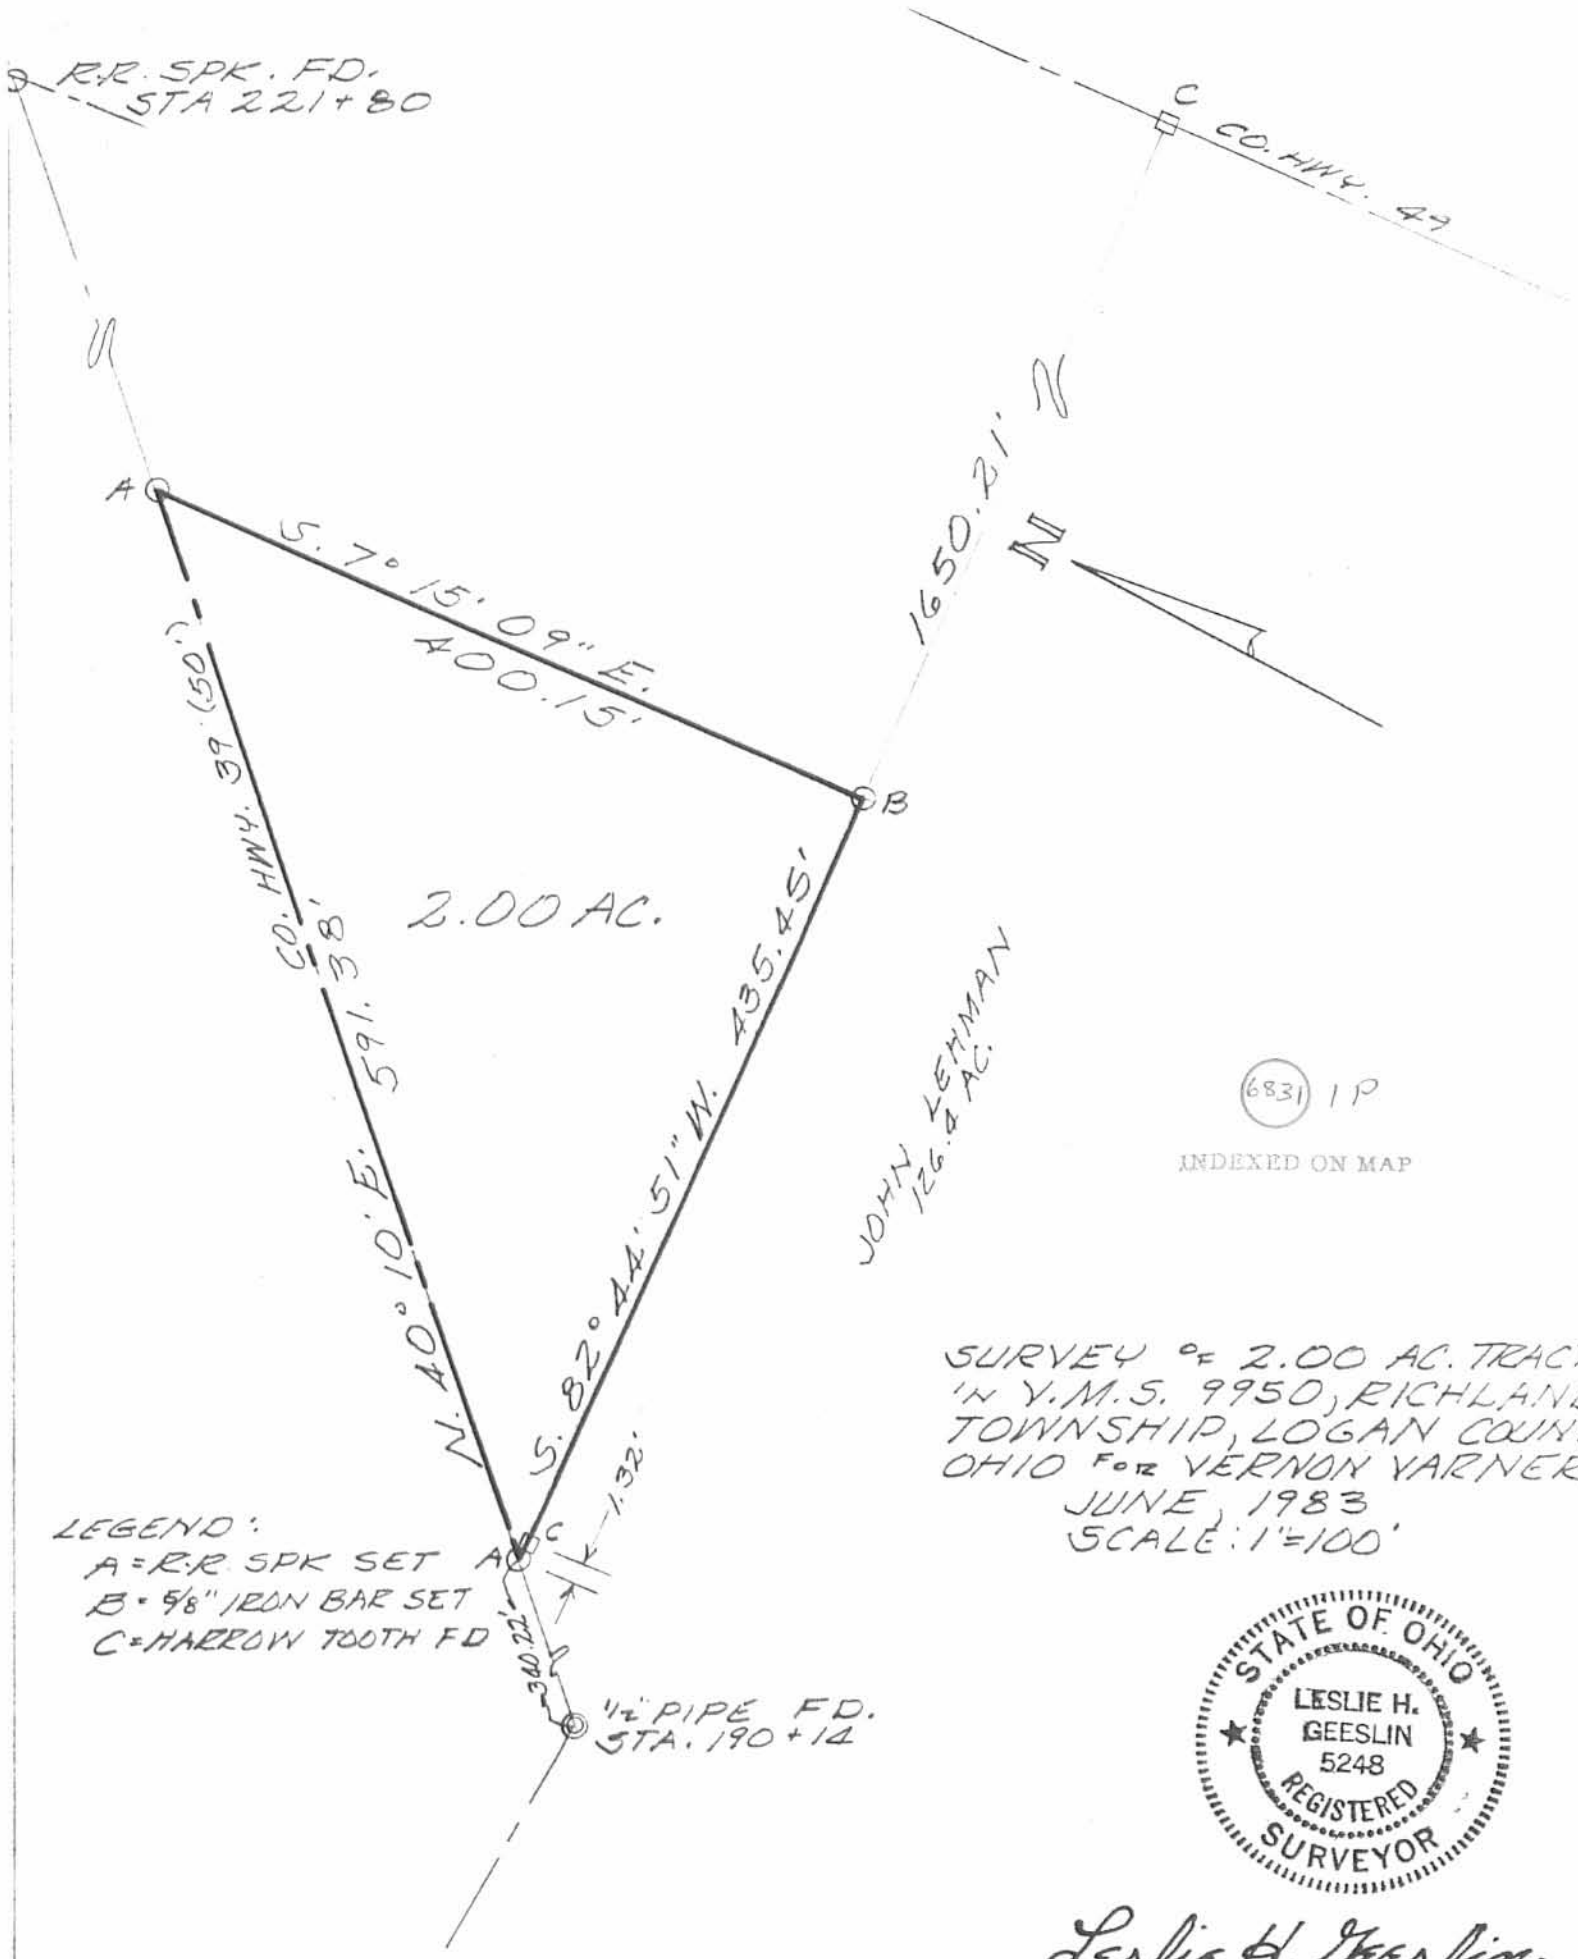 R.R. SPK. FD.
STA 221+80
C
CO. HWY. 49
1650.21'
N
A
S. 7° 15' 09" E.
400.15'
B
CO. HWY. 39 (50')
591.38'
N. 40° 10' E.
2.00 AC.
S. 82° 44' 51" W. 435.45'
JOHN LEHMAN
126.4 AC.
6831 1P
INDEXED ON MAP
SURVEY OF 2.00 AC. TRAC
IN V.M.S. 9950, RICHLAN
TOWNSHIP, LOGAN COUN
OHIO FOR VERNON VARNER
JUNE, 1983
SCALE: 1"=100'
LEGEND:
A = R.R. SPK SET
B = 5/8" IRON BAR SET
C = HARROW TOOTH FD
A
C
1.32'
340.22'
1/2" PIPE FD.
STA. 190+14
STATE OF OHIO
LESLIE H.
GEESLIN
5248
REGISTERED
SURVEYOR
Leslie H Geeslin